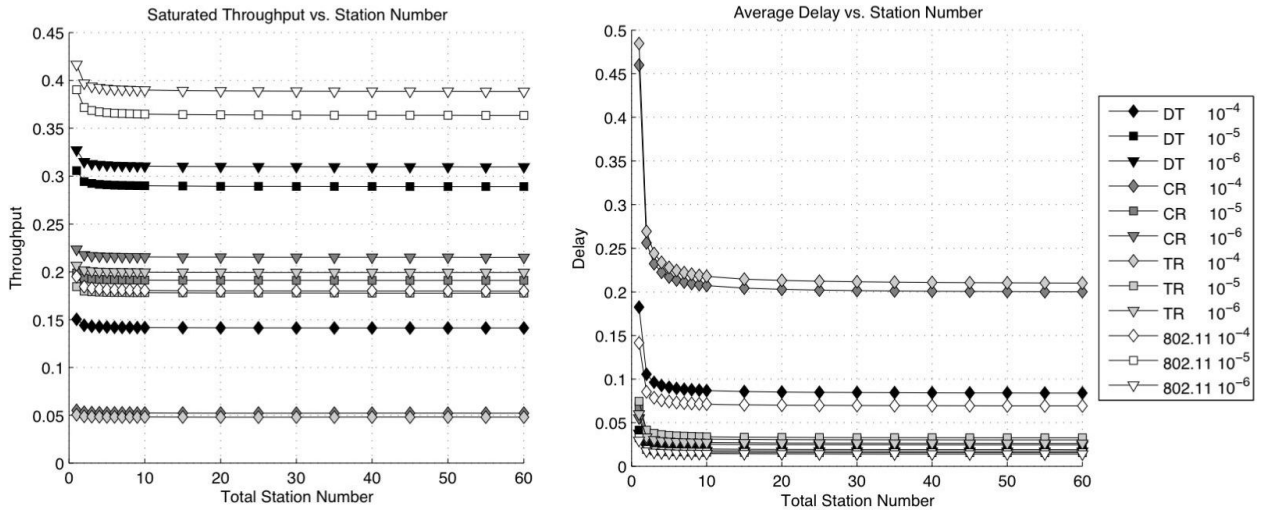 Saturated Throughput vs. Station Number
0.45
0.4
0.35
0.3
0.25
0.2
0.15
0.1
0.05
0
Throughput
0 10 20 30 40 50 60
Total Station Number
Average Delay vs. Station Number
0.5
0.45
0.4
0.35
0.3
0.25
0.2
0.15
0.1
0.05
0
Delay
0 10 20 30 40 50 60
Total Station Number
DT 10⁻⁴
DT 10⁻⁵
DT 10⁻⁶
CR 10⁻⁴
CR 10⁻⁵
CR 10⁻⁶
TR 10⁻⁴
TR 10⁻⁵
TR 10⁻⁶
802.11 10⁻⁴
802.11 10⁻⁵
802.11 10⁻⁶